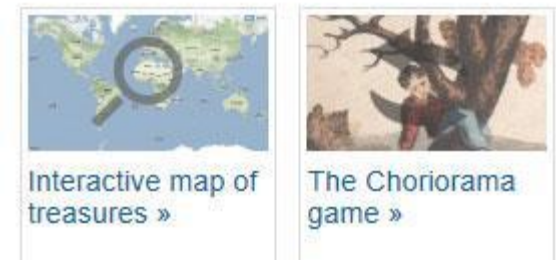 Interactive map of
treasures »
The Choriorama
game »